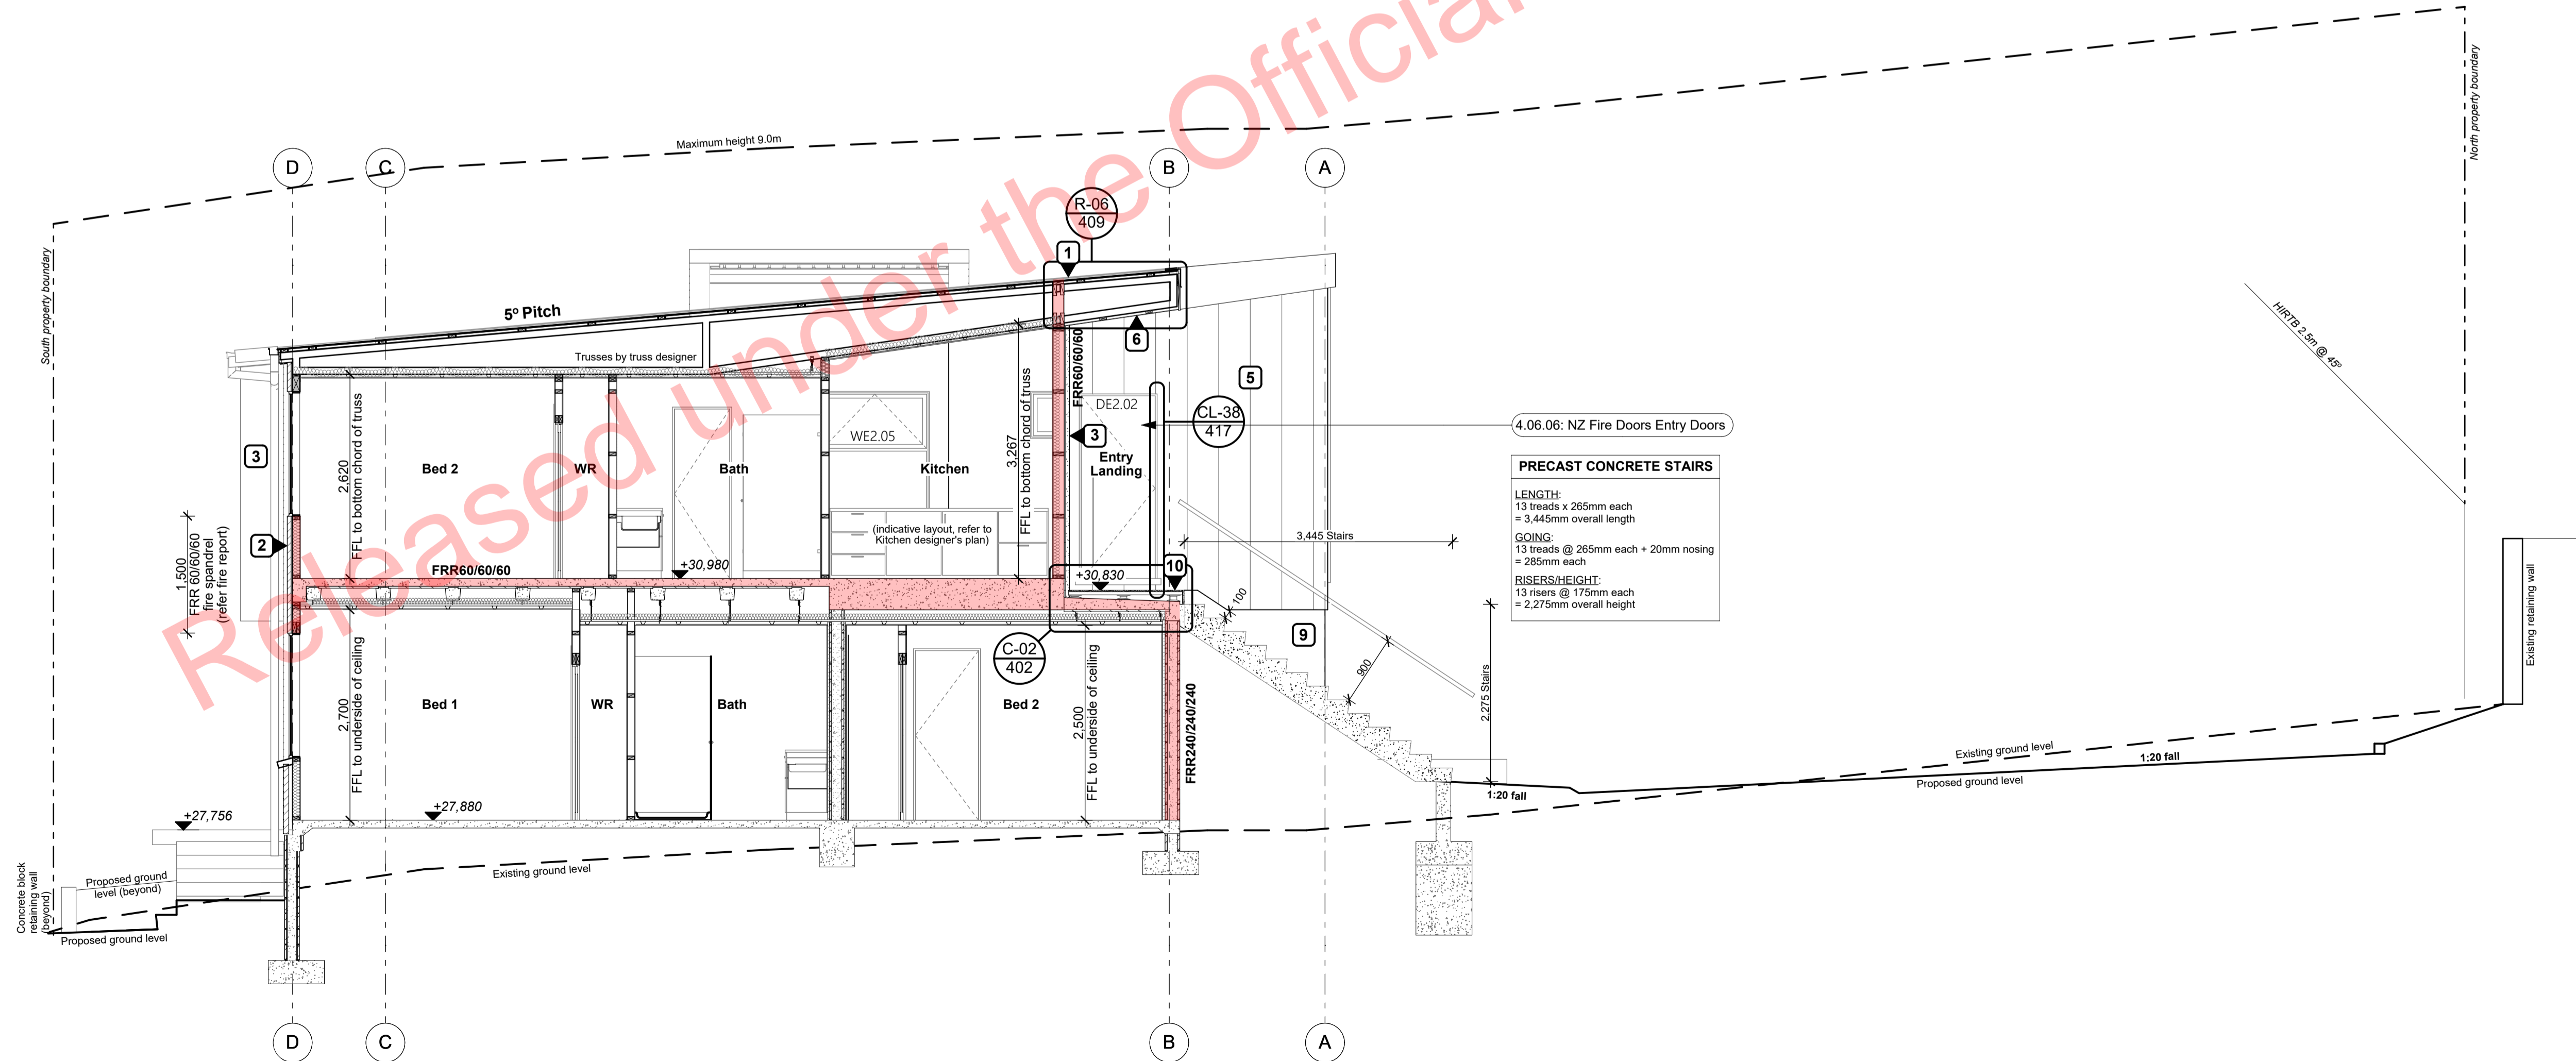 Released under the Official
Maximum height 9.0m
South property boundary
North property boundary
D
C
B
A
R-06
409
1
5º Pitch
Trusses by truss designer
6
5
HIRTB 2.5m @ 45º
FRR60/60/60
3
2,620
FFL to bottom chord of truss
Bed 2
WR
Bath
WE2.05
Kitchen
3,267
FFL to bottom chord of truss
3
DE2.02
Entry
Landing
CL-38
417
4.06.06: NZ Fire Doors Entry Doors
PRECAST CONCRETE STAIRS
LENGTH:
13 treads x 265mm each
= 3,445mm overall length
GOING:
13 treads @ 265mm each + 20mm nosing
= 285mm each
RISERS/HEIGHT:
13 risers @ 175mm each
= 2,275mm overall height
1,500
FRR 60/60/60
fire spandrel
(refer fire report)
2
(indicative layout, refer to
Kitchen designer's plan)
3,445 Stairs
FRR60/60/60
+30,980
+30,830
10
100
9
900
2,275 Stairs
Existing retaining wall
C-02
402
2,700
FFL to underside of ceiling
Bed 1
WR
Bath
Bed 2
2,500
FFL to underside of ceiling
FRR240/240/240
Existing ground level
1:20 fall
Proposed ground level
1:20 fall
+27,756
+27,880
Existing ground level
Concrete block
retaining wall
(beyond)
Proposed ground
level (beyond)
Proposed ground level
D
C
B
A